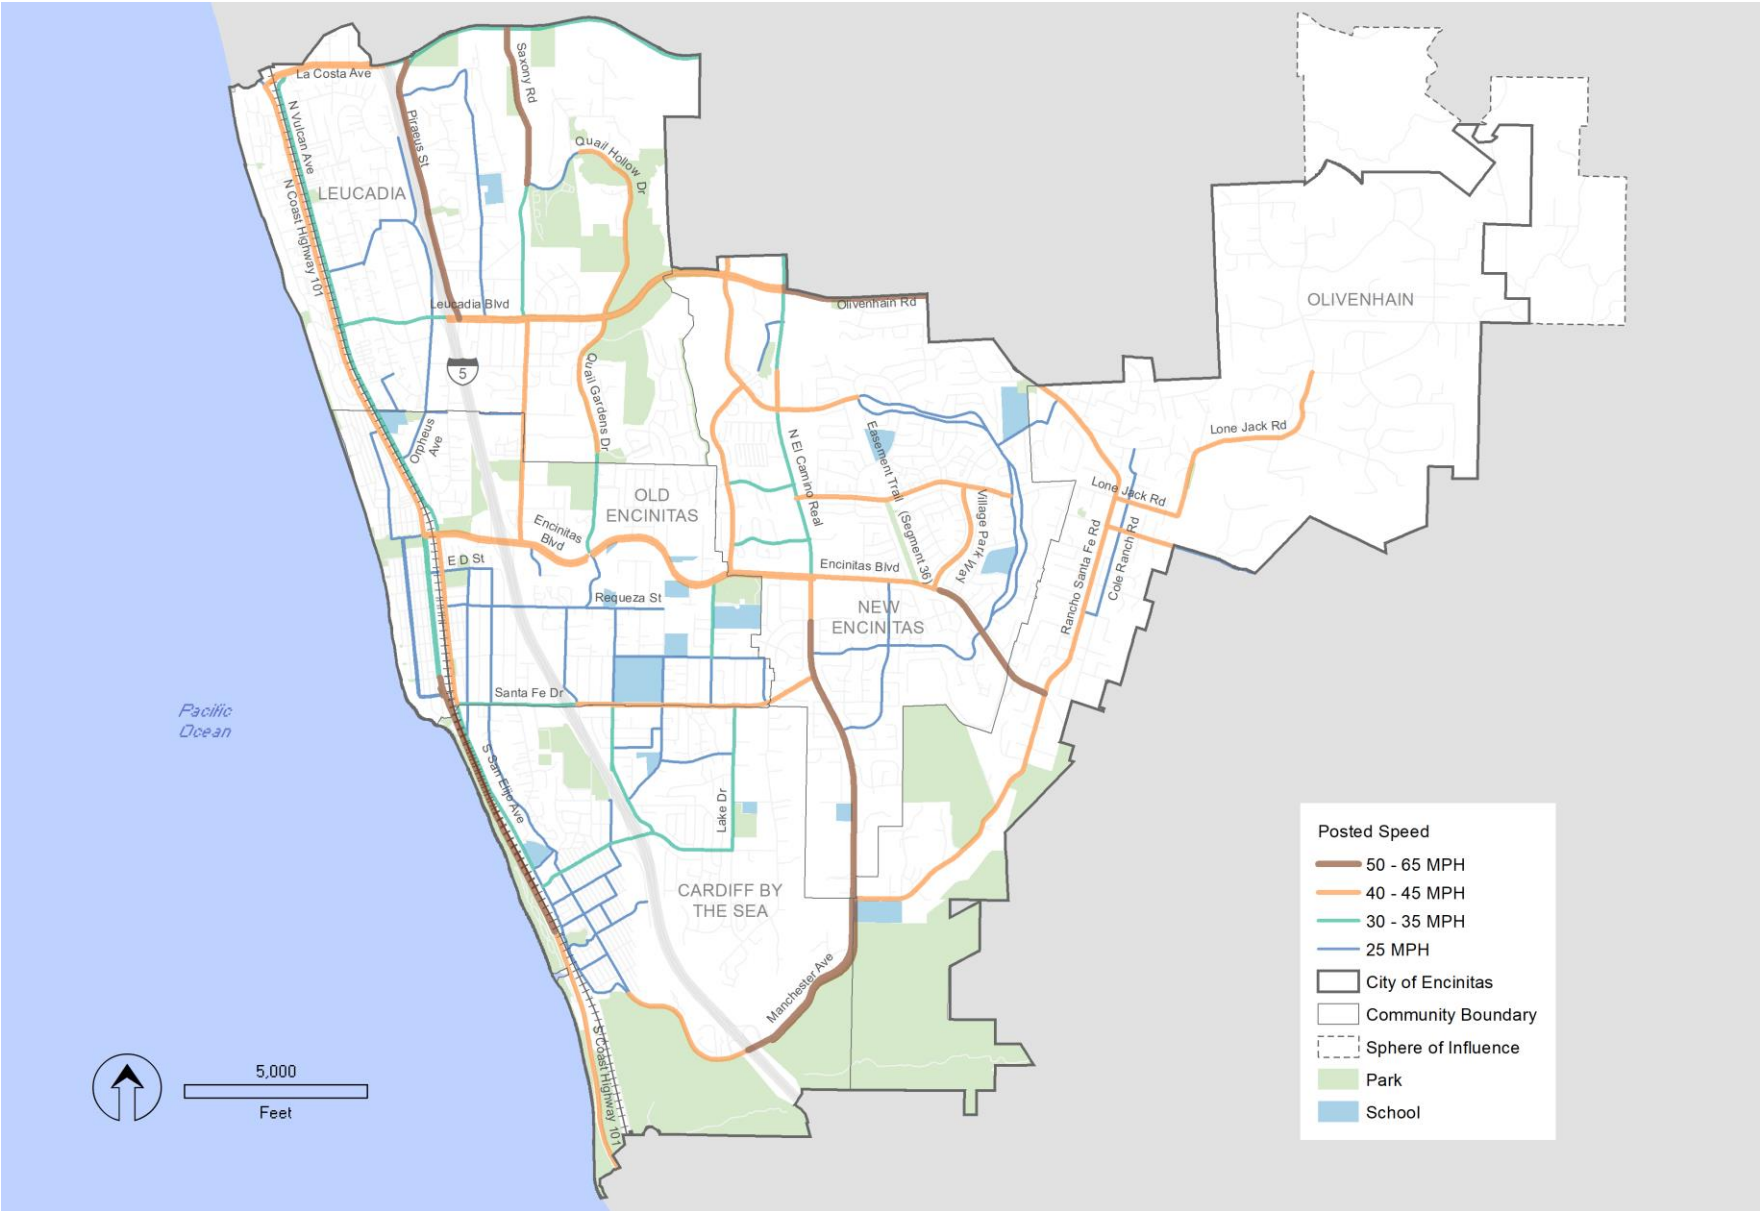 La Costa Ave
N Vulcan Ave
N Coast Highway 101
Piraeus St
Saxony Rd
Quail Hollow Dr
LEUCADIA
Leucadia Blvd
5
Quail Gardens Dr
Orpheus
Ave
OLD
ENCINITAS
Encinitas
Blvd
E D St
Requeza St
Santa Fe Dr
S San Elijo Ave
Lake Dr
CARDIFF BY
THE SEA
Manchester Ave
S Coast Highway 101
Olivenhain Rd
N El Camino Real
Easement Trail (Segment 36)
Village Park Way
Encinitas Blvd
NEW
ENCINITAS
Rancho Santa Fe Rd
Cole Ranch Rd
Lone Jack Rd
Lone Jack Rd
OLIVENHAIN
Pacific
Ocean
5,000
Feet
Posted Speed
50 - 65 MPH
40 - 45 MPH
30 - 35 MPH
25 MPH
City of Encinitas
Community Boundary
Sphere of Influence
Park
School